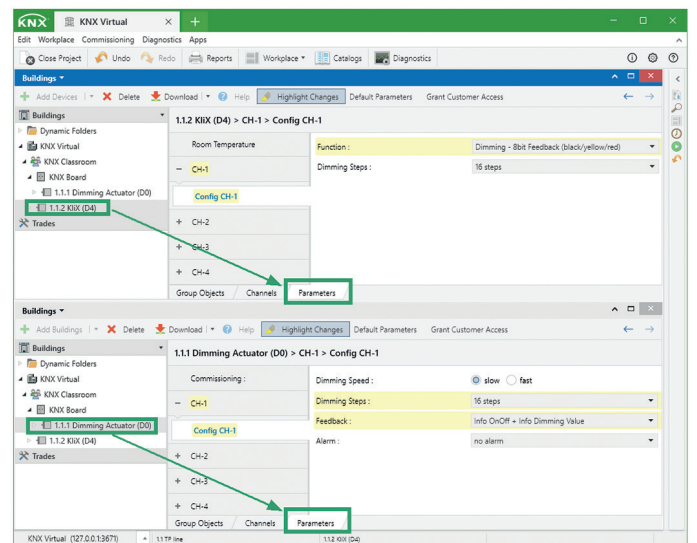 KNX KNX Virtual
Edit Workplace Commissioning Diagnostics Apps
Close Project Undo Redo Reports Workplace Catalogs Diagnostics
Buildings
Add Devices Delete Download Help Highlight Changes Default Parameters Grant Customer Access
Buildings
Dynamic Folders
KNX Virtual
KNX Classroom
KNX Board
1.1.1 Dimming Actuator (D0)
1.1.2 KliX (D4)
Trades
1.1.2 KliX (D4) > CH-1 > Config CH-1
Room Temperature
CH-1
Config CH-1
CH-2
CH-3
CH-4
Function : Dimming - 8bit Feedback (black/yellow/red)
Dimming Steps : 16 steps
Group Objects Channels Parameters
Buildings
Add Buildings Delete Download Help Highlight Changes Default Parameters Grant Customer Access
Buildings
Dynamic Folders
KNX Virtual
KNX Classroom
KNX Board
1.1.1 Dimming Actuator (D0)
1.1.2 KliX (D4)
Trades
1.1.1 Dimming Actuator (D0) > CH-1 > Config CH-1
Commissioning :
CH-1
Config CH-1
CH-2
CH-3
CH-4
Dimming Speed : slow fast
Dimming Steps : 16 steps
Feedback : Info OnOff + Info Dimming Value
Alarm : no alarm
Group Objects Channels Parameters
KNX Virtual (127.0.0.1:3671) 1.1 TP line 1.1.2 KliX (D4)